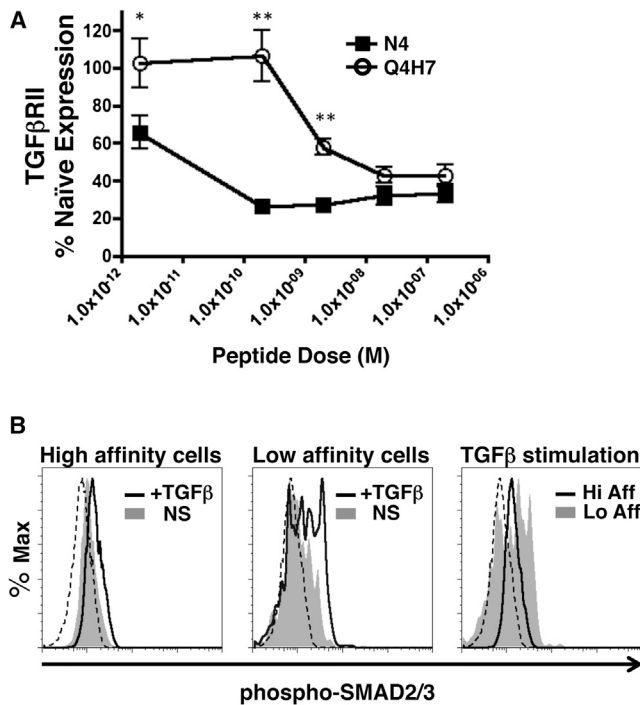 A
TGFβRII
% Naïve Expression
120
100
80
60
40
20
0
* ** **
N4
Q4H7
1.0x10⁻¹² 1.0x10⁻¹¹ 1.0x10⁻¹⁰ 1.0x10⁻⁰⁹ 1.0x10⁻⁰⁸ 1.0x10⁻⁰⁷ 1.0x10⁻⁰⁶
Peptide Dose (M)
B
High affinity cells Low affinity cells TGFβ stimulation
+TGFβ
NS
+TGFβ
NS
Hi Aff
Lo Aff
% Max
phospho-SMAD2/3